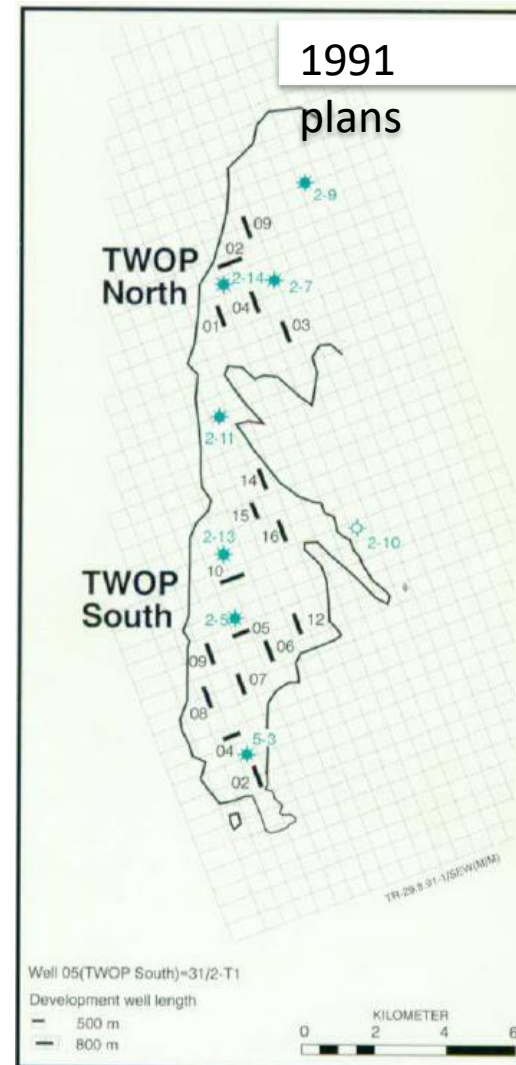 1991
plans
2-9
09
02
TWOP
North
2-14
2-7
04
01
03
2-11
14
15
16
2-13
2-10
10
TWOP
South
2-5
05
12
06
09
07
08
04
5-3
02
TR-29.8.91-1/SEW(M/M)
Well 05(TWOP South)=31/2-T1
Development well length
500 m
800 m
KILOMETER
0 2 4 6